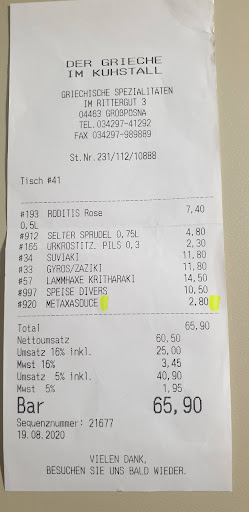 DER GRIECHE
IM KUHSTALL
GRIECHISCHE SPEZIALITÄTEN
IM RITTERGUT 3
04463 GROßPÖSNA
TEL.034297-41292
FAX 034297-989889
St.Nr.231/112/10888
Tisch #41
#193 RODITIS Rose 7,40
0,5L
#912 SELTER SPRUDEL 0,75L 4.80
#165 URKROSTITZ. PILS 0,3 2,30
#34 SUVIAKI 11,80
#33 GYROS/ZAZIKI 11,80
#57 LAMMHAXE KRITHARAKI 14,50
#997 SPEISE DIVERS 10,50
#920 METAXASOUCE 2.80
Total 65,90
Nettoumsatz 60,50
Umsatz 16% inkl. 25,00
Mwst 16% 3,45
Umsatz 5% inkl. 40,90
Mwst 5% 1,95
Bar 65,90
Sequenznummer: 21677
19.08.2020
VIELEN DANK,
BESUCHEN SIE UNS BALD WIEDER.